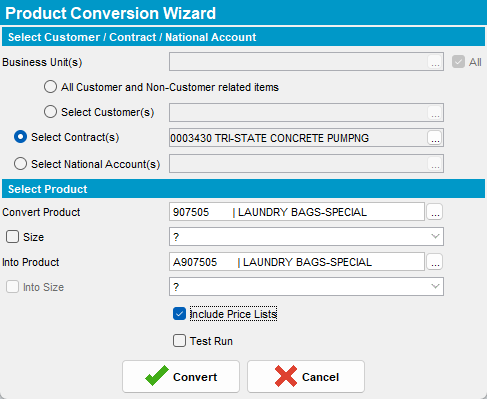 Product Conversion Wizard
Select Customer / Contract / National Account
Business Unit(s) ... All
All Customer and Non-Customer related items
Select Customer(s) ...
Select Contract(s) 0003430 TRI-STATE CONCRETE PUMPNG ...
Select National Account(s) ...
Select Product
Convert Product 907505 | LAUNDRY BAGS-SPECIAL ...
Size ?
Into Product A907505 | LAUNDRY BAGS-SPECIAL ...
Into Size ?
Include Price Lists
Test Run
Convert Cancel